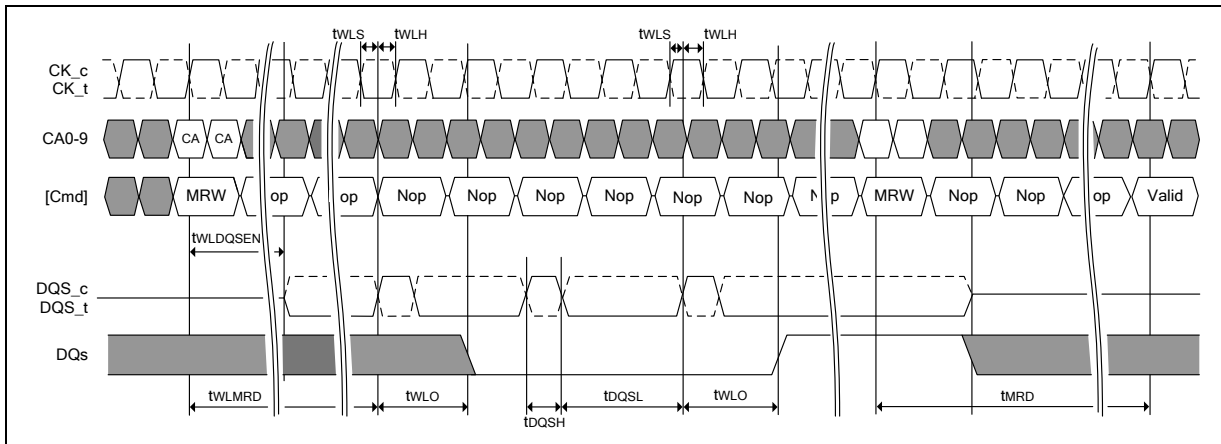 tWLS tWLH tWLS tWLH
CK_c
CK_t
CA0-9 CA CA
[Cmd] MRW op op Nop Nop Nop Nop Nop Nop N p MRW Nop Nop op Valid
tWLDQSEN
DQS_c
DQS_t
DQs
tWLMRD tWLO tDQSL tWLO tMRD
tDQSH